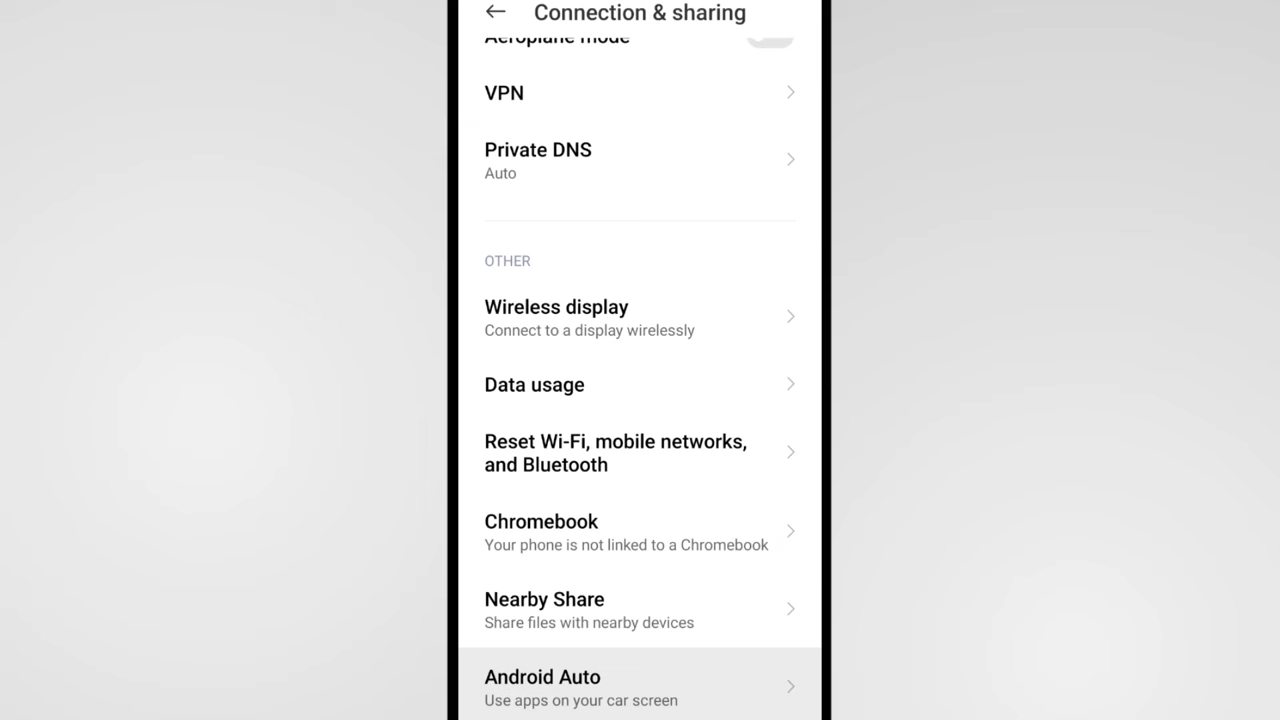 Connection & sharing
Aeroplane mode
VPN
Private DNS
Auto
OTHER
Wireless display
Connect to a display wirelessly
Data usage
Reset Wi-Fi, mobile networks,
and Bluetooth
Chromebook
Your phone is not linked to a Chromebook
Nearby Share
Share files with nearby devices
Android Auto
Use apps on your car screen